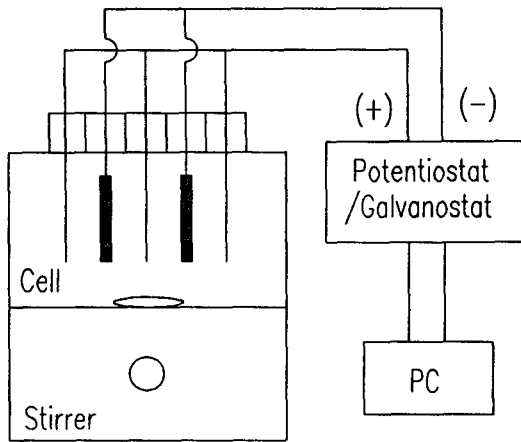 (+)
(-)
Potentiostat
/Galvanostat
Cell
PC
Stirrer